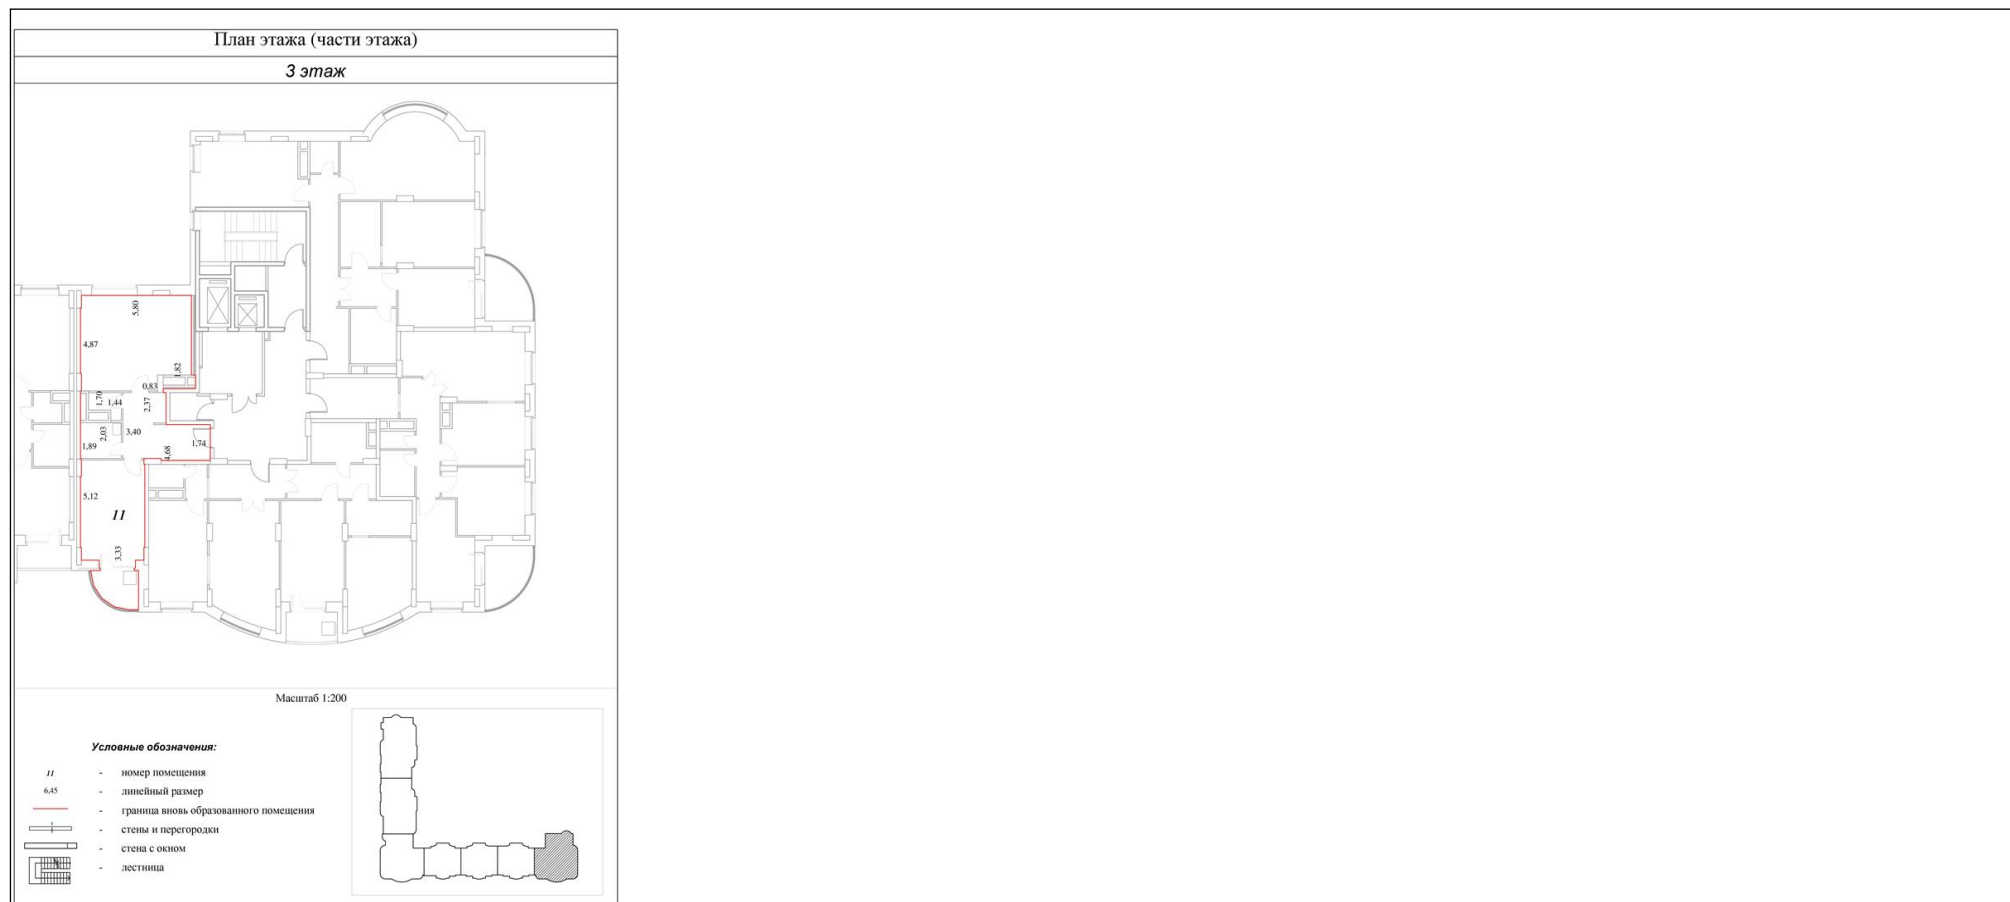 План этажа (части этажа)
3 этаж
5,80
4,87
1,82
0,83
1,70
1,44
2,37
2,03
3,40
1,89
1,74
4,68
5,12
11
3,33
Масштаб 1:200
Условные обозначения:
11 - номер помещения
6,45 - линейный размер
- граница вновь образованного помещения
- стены и перегородки
- стена с окном
- лестница